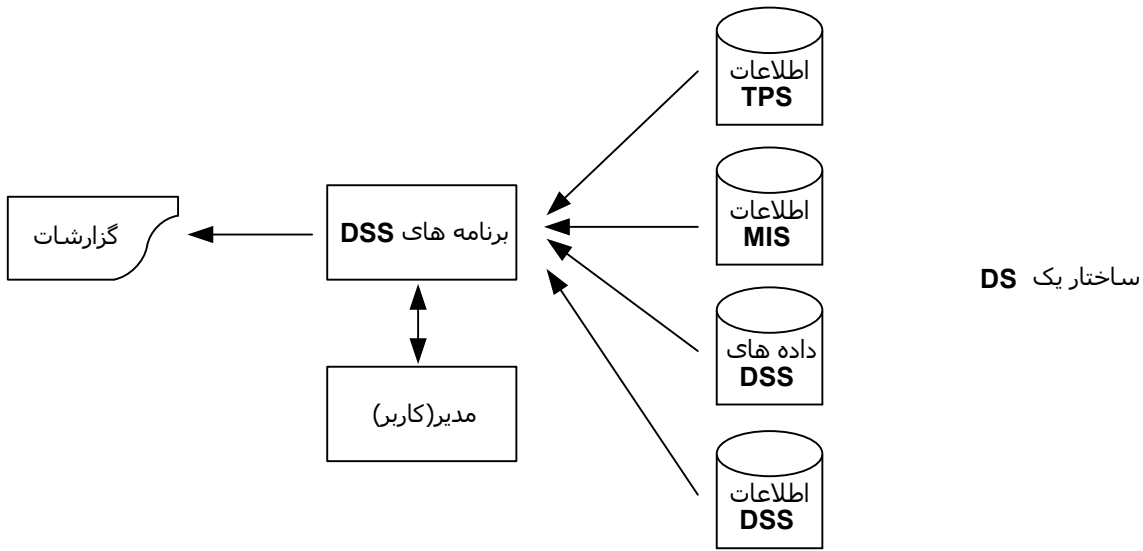 اطلاعات
TPS
اطلاعات
MIS
برنامه های DSS
گزارشات
ساختار یک DS
داده های
DSS
مدیر(کاربر)
اطلاعات
DSS